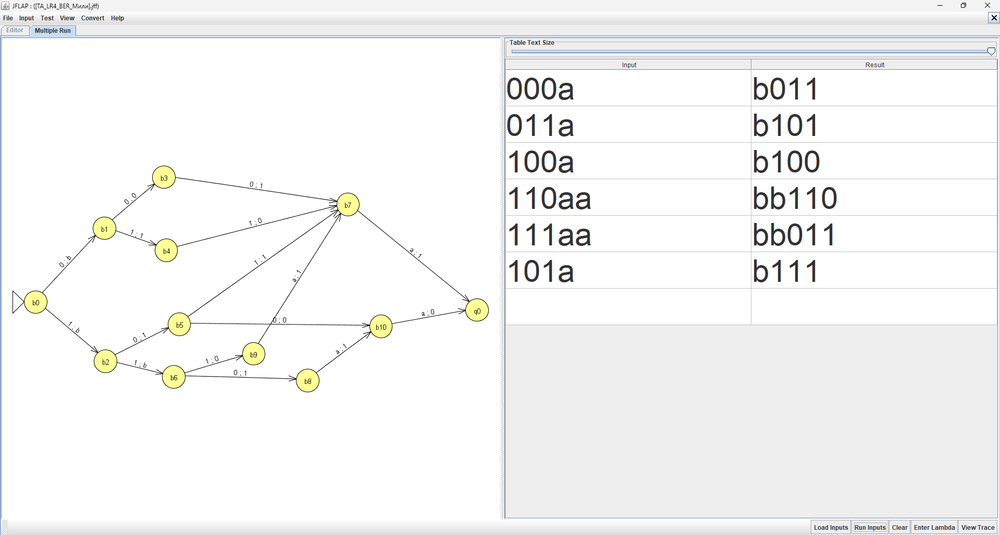 JFLAP : ([TA_LR4_BER_Мили].jff)
File Input Test View Convert Help
Editor Multiple Run
Table Text Size
Input Result
000a b011
011a b101
100a b100
110aa bb110
111aa bb011
101a b111
b3
0 ; 1
b7
0 ; 0
b1
1 ; 1
1 ; 0
b4
a ; 1
0 ; b
1 ; 1
a ; 1
b0
q0
a ; 0
1 ; b
b5
0 ; 0
b10
0 ; 1
a ; 1
b2
1 ; b
1 ; 0
b9
b6
0 ; 1
b8
Load Inputs Run Inputs Clear Enter Lambda View Trace